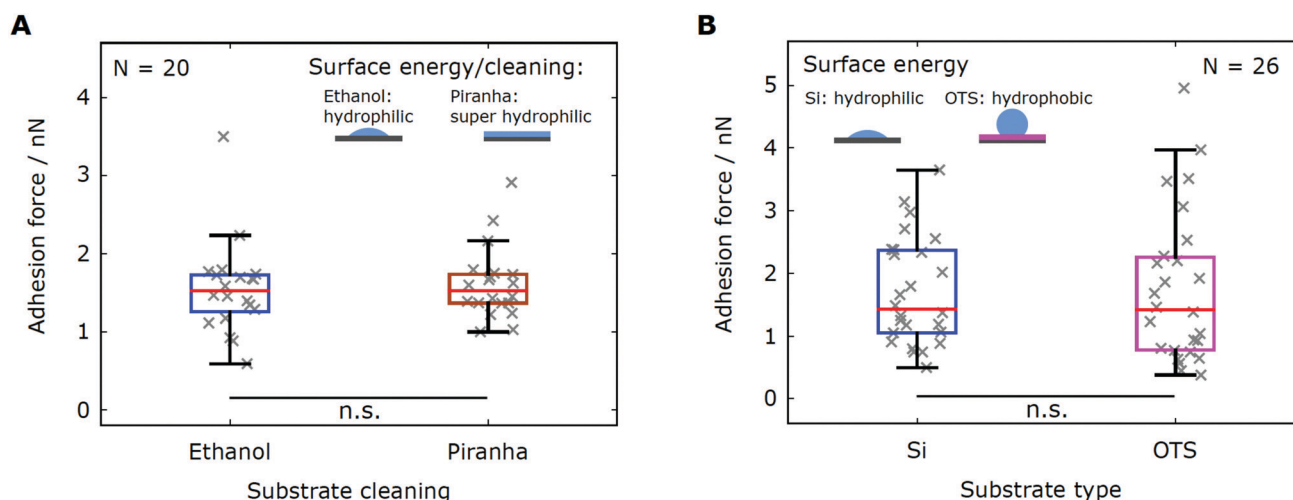 A
N = 20
Surface energy/cleaning:
Ethanol:
hydrophilic
Piranha:
super hydrophilic
4
3
2
1
0
Adhesion force / nN
n.s.
Ethanol
Piranha
Substrate cleaning
B
Surface energy
N = 26
Si: hydrophilic
OTS: hydrophobic
5
4
3
2
1
0
Adhesion force / nN
n.s.
Si
OTS
Substrate type